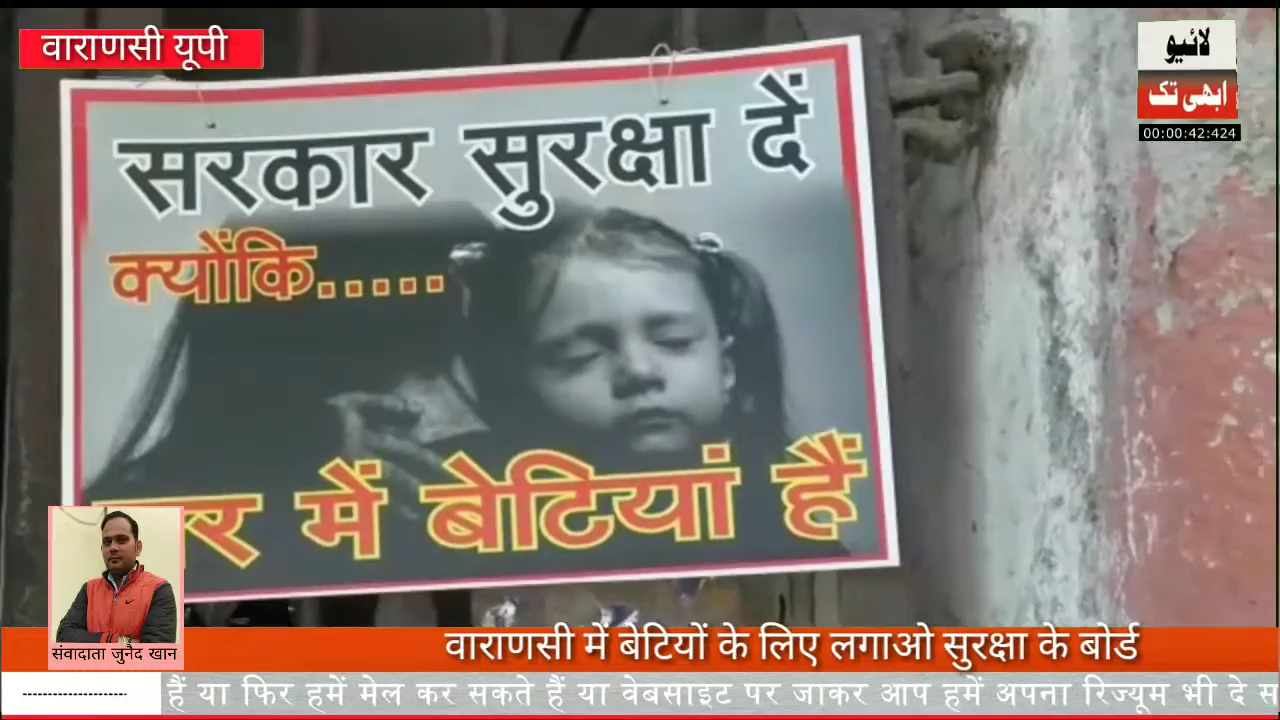 वाराणसी यूपी
لائیو
ابھی تک
00:00:42:424
सरकार सुरक्षा दें
क्योंकि.....
में बेटियां हैं
वाराणसी में बेटियों के लिए लगाओ सुरक्षा के बोर्ड
संवादाता जुनैद खान
हैं या फिर हमें मेल कर सकते हैं या वेबसाइट पर जाकर आप हमें अपना रिज्यूम भी दे